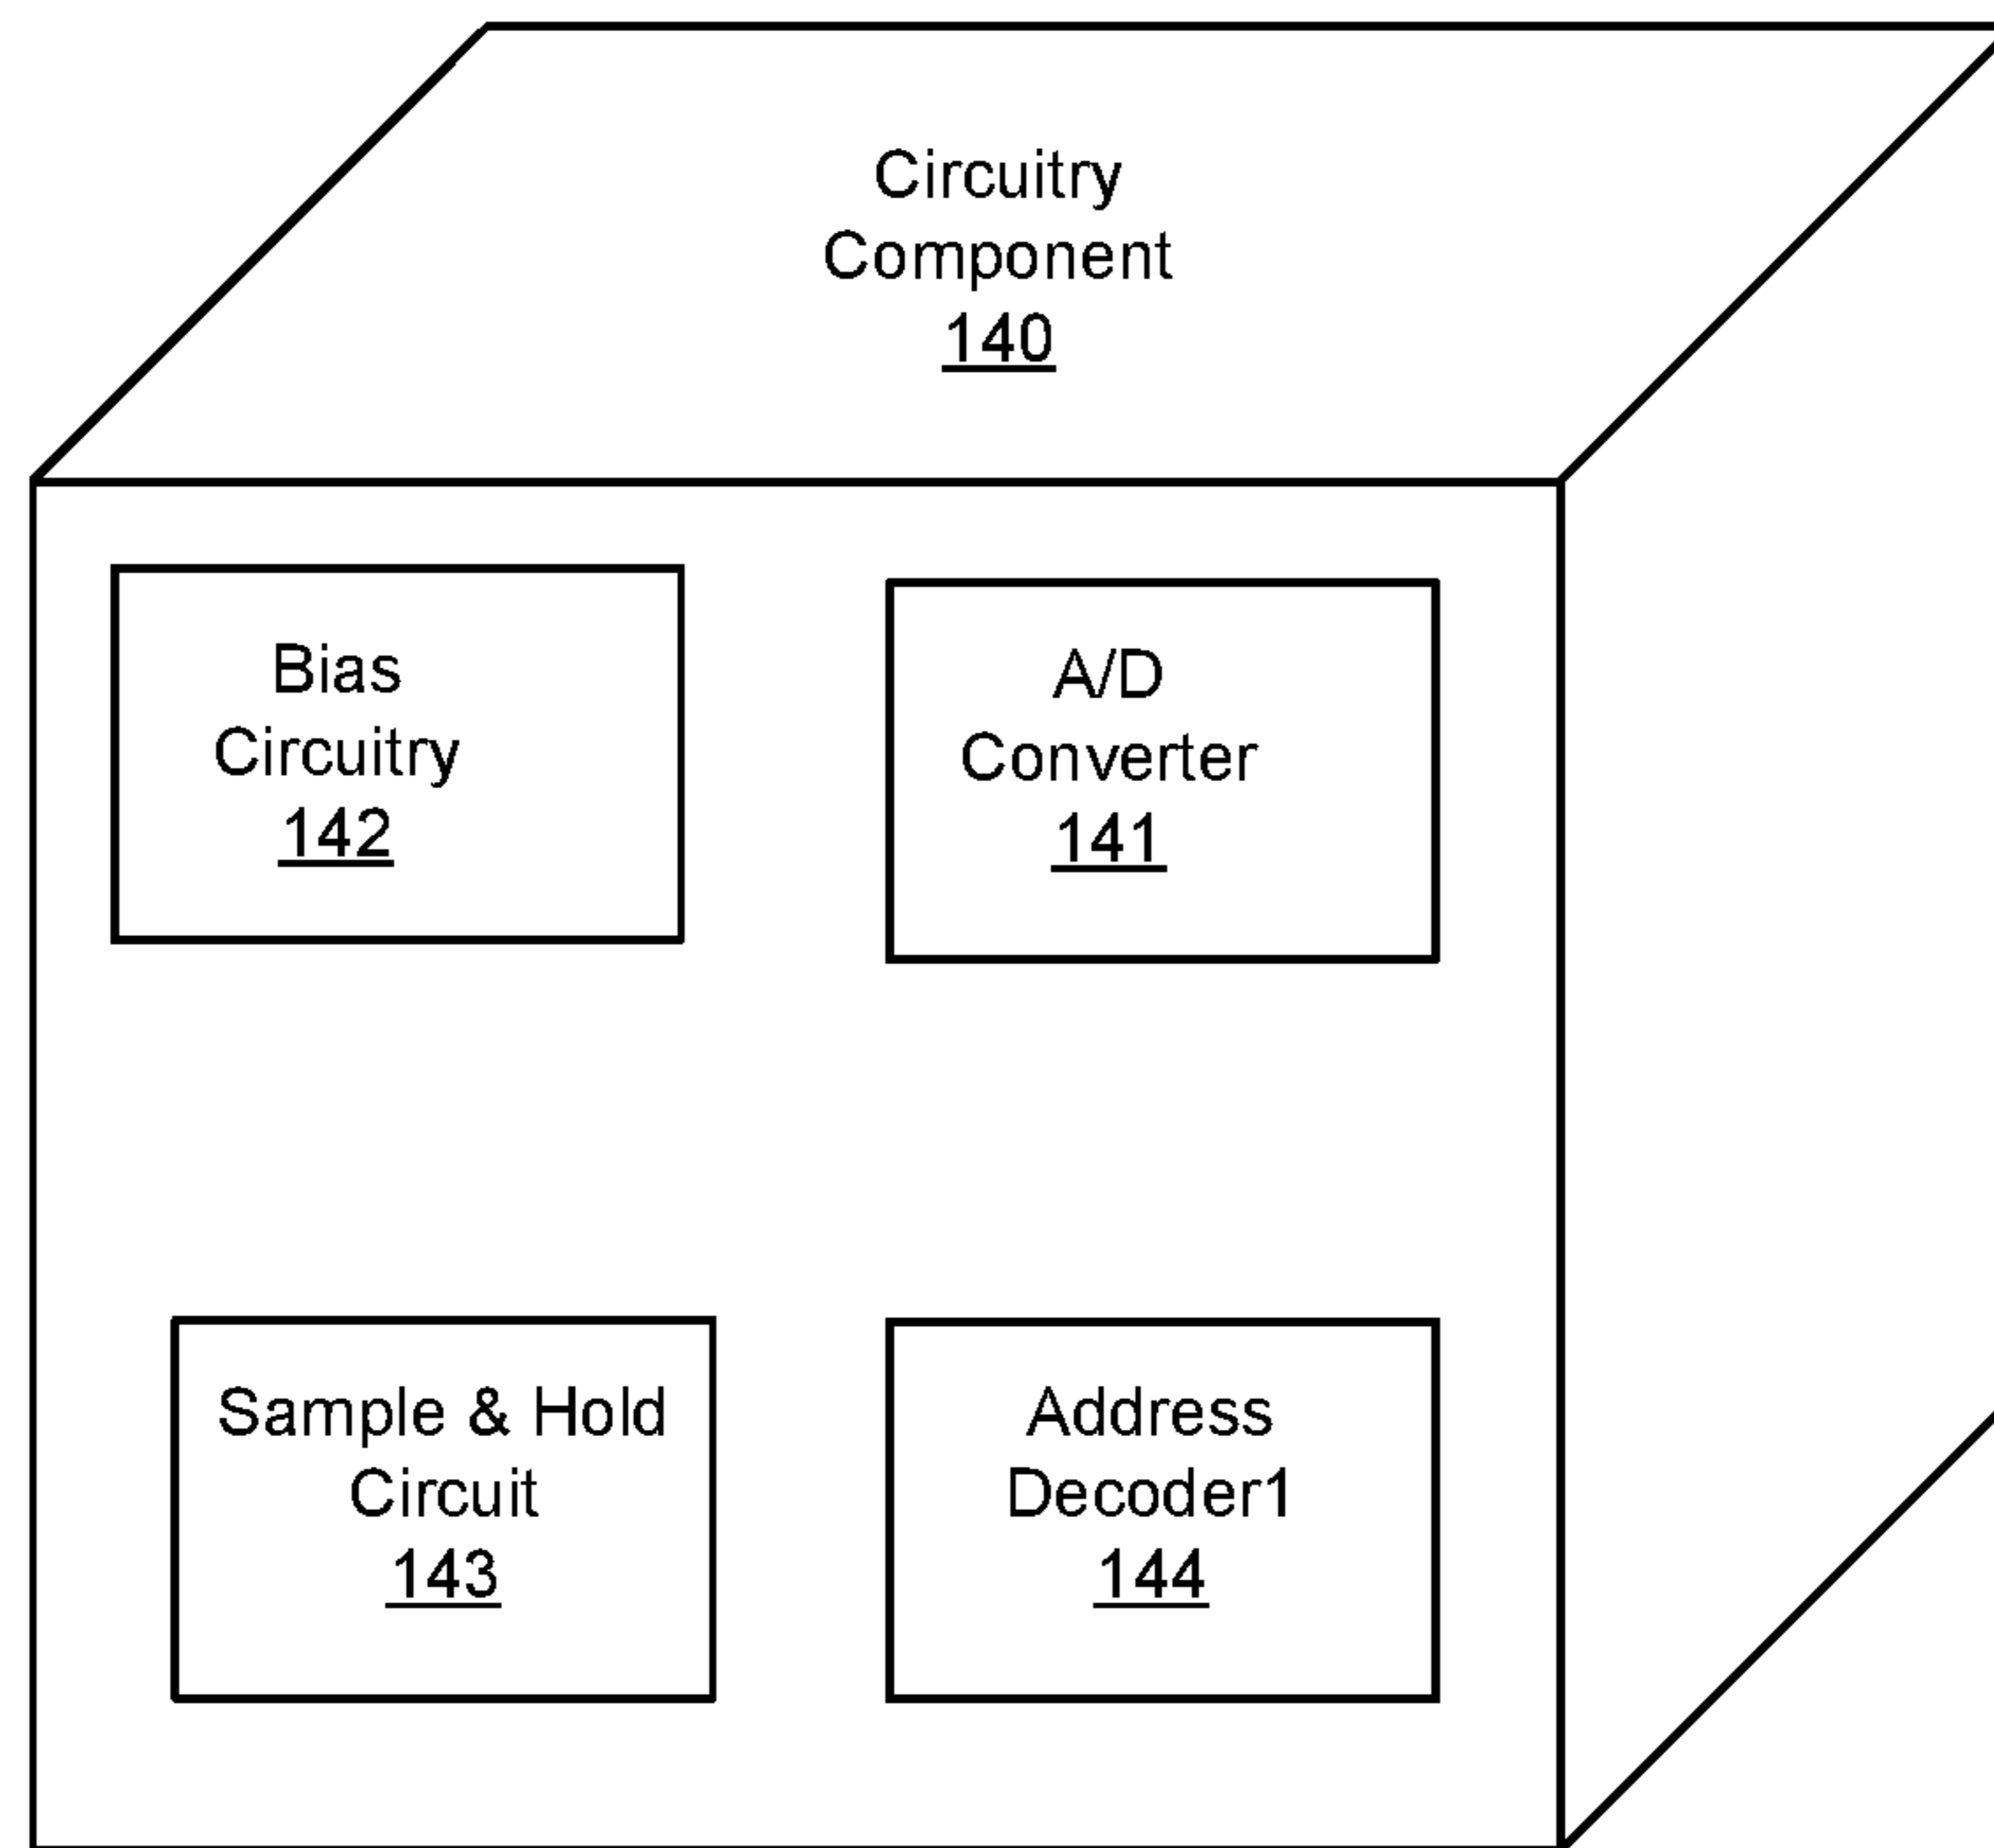 Circuitry
Component
140
Bias
Circuitry
142
A/D
Converter
141
Sample & Hold
Circuit
143
Address
Decoder1
144